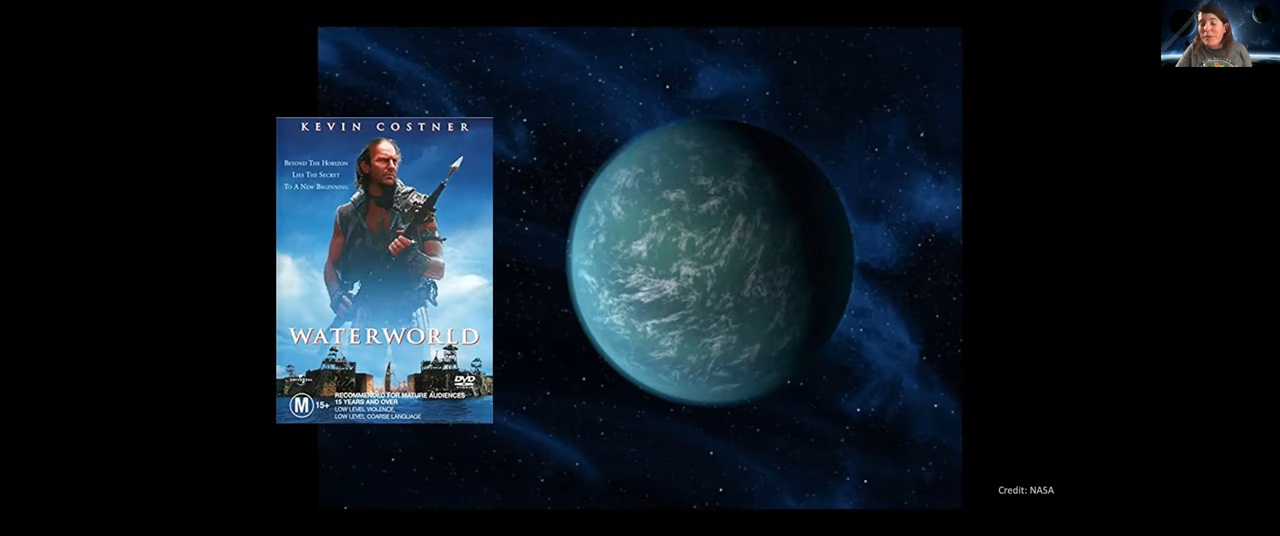 KEVIN COSTNER
BEYOND THE HORIZON
LIES THE SECRET
TO A NEW BEGINNING
WATERWORLD
UNIVERSAL
DVD
M 15+
RECOMMENDED FOR MATURE AUDIENCES
15 YEARS AND OVER
LOW LEVEL VIOLENCE,
LOW LEVEL COARSE LANGUAGE
Credit: NASA